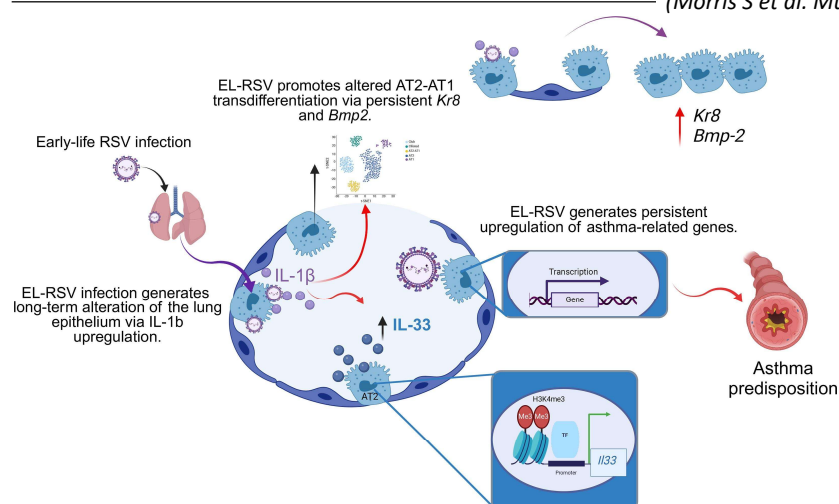 (Morris S et al. Mu
EL-RSV promotes altered AT2-AT1
transdifferentiation via persistent Kr8
and Bmp2.
Kr8
Bmp-2
Early-life RSV infection
EL-RSV generates persistent
upregulation of asthma-related genes.
Transcription
Gene
IL-1β
EL-RSV infection generates
long-term alteration of the lung
epithelium via IL-1b
upregulation.
IL-33
AT2
Asthma
predisposition
H3K4me3
Me3 Me3
TF
Promoter
Il33